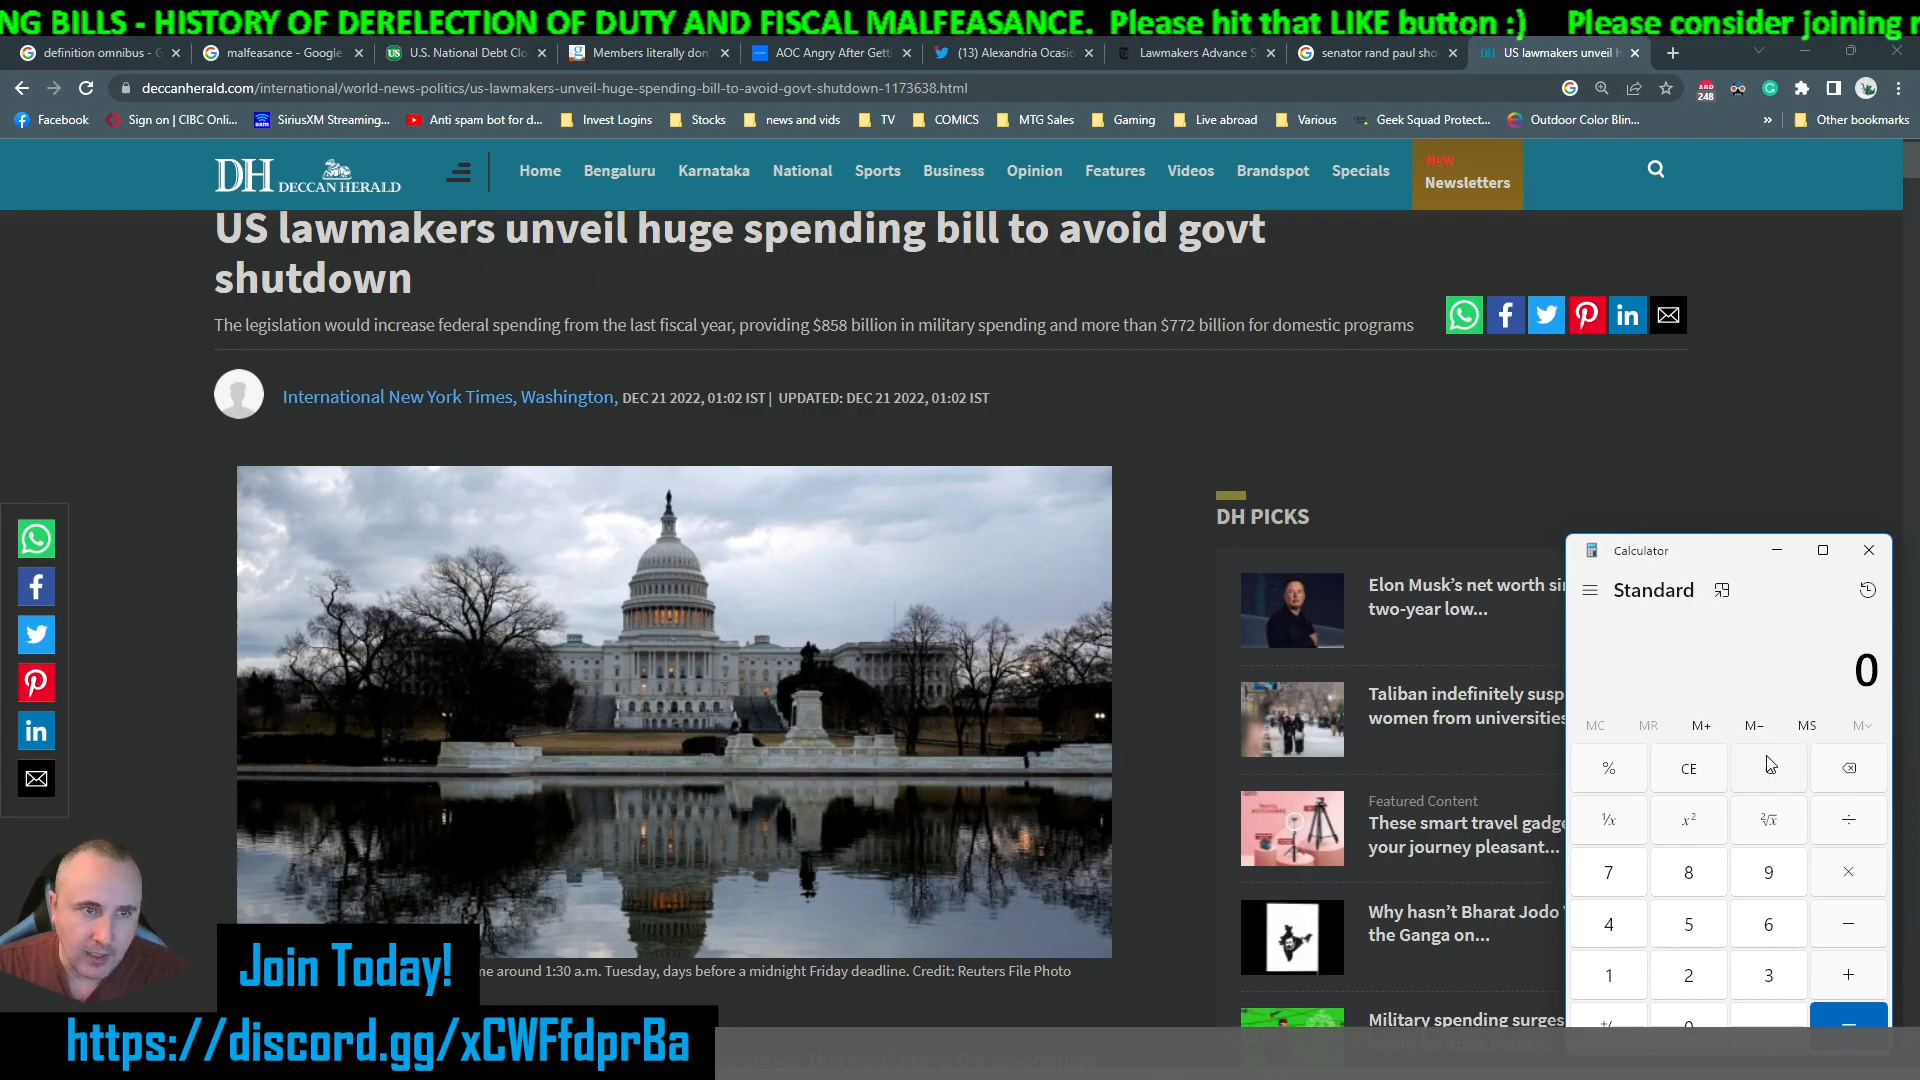 NG BILLS - HISTORY OF DERELECTION OF DUTY AND FISCAL MALFEASANCE. Please hit that LIKE button :) Please consider joining
definition omnibus - G
malfeasance - Google
U.S. National Debt Clo
Members literally don'
AOC Angry After Getti
(13) Alexandria Ocasio
Lawmakers Advance S
senator rand paul sho
DH US lawmakers unveil h
deccanherald.com/international/world-news-politics/us-lawmakers-unveil-huge-spending-bill-to-avoid-govt-shutdown-1173638.html
248
Facebook
Sign on | CIBC Onli...
SiriusXM Streaming...
Anti spam bot for d...
Invest Logins
Stocks
news and vids
TV
COMICS
MTG Sales
Gaming
Live abroad
Various
Geek Squad Protect...
Outdoor Color Blin...
»
Other bookmarks
DH DECCAN HERALD
Home
Bengaluru
Karnataka
National
Sports
Business
Opinion
Features
Videos
Brandspot
Specials
NEW
Newsletters
US lawmakers unveil huge spending bill to avoid govt
shutdown
The legislation would increase federal spending from the last fiscal year, providing $858 billion in military spending and more than $772 billion for domestic programs
International New York Times, Washington, DEC 21 2022, 01:02 IST | UPDATED: DEC 21 2022, 01:02 IST
DH PICKS
Elon Musk's net worth
two-year low...
Taliban indefinitely
women from universities
Featured Content
These smart travel
your journey pleasant...
Why hasn't Bharat Jodo
the Ganga on...
Military spending surges
me around 1:30 a.m. Tuesday, days before a midnight Friday deadline. Credit: Reuters File Photo
Calculator
Standard
0
MC MR M+ M- MS M
% CE
1/x x² ²√x ÷
7 8 9 ×
4 5 6 −
1 2 3 +
Join Today!
https://discord.gg/xCWFfdprBa